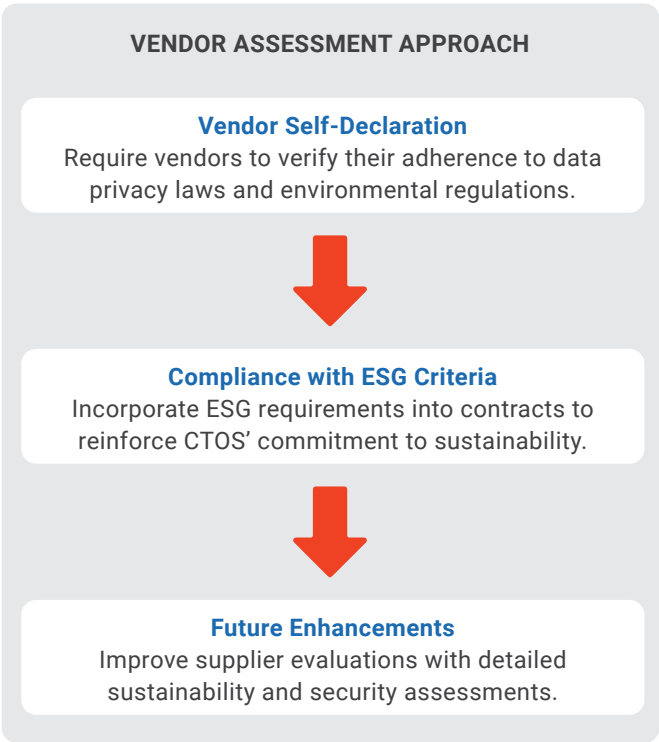 VENDOR ASSESSMENT APPROACH
Vendor Self-Declaration
Require vendors to verify their adherence to data
privacy laws and environmental regulations.
Compliance with ESG Criteria
Incorporate ESG requirements into contracts to
reinforce CTOS’ commitment to sustainability.
Future Enhancements
Improve supplier evaluations with detailed
sustainability and security assessments.